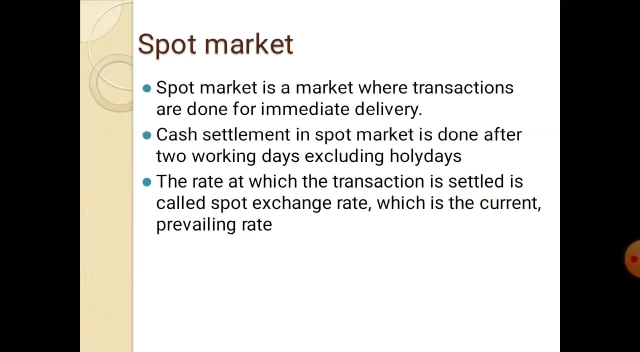 Spot market
Spot market is a market where transactions
are done for immediate delivery.
Cash settlement in spot market is done after
two working days excluding holydays
The rate at which the transaction is settled is
called spot exchange rate, which is the current,
prevailing rate